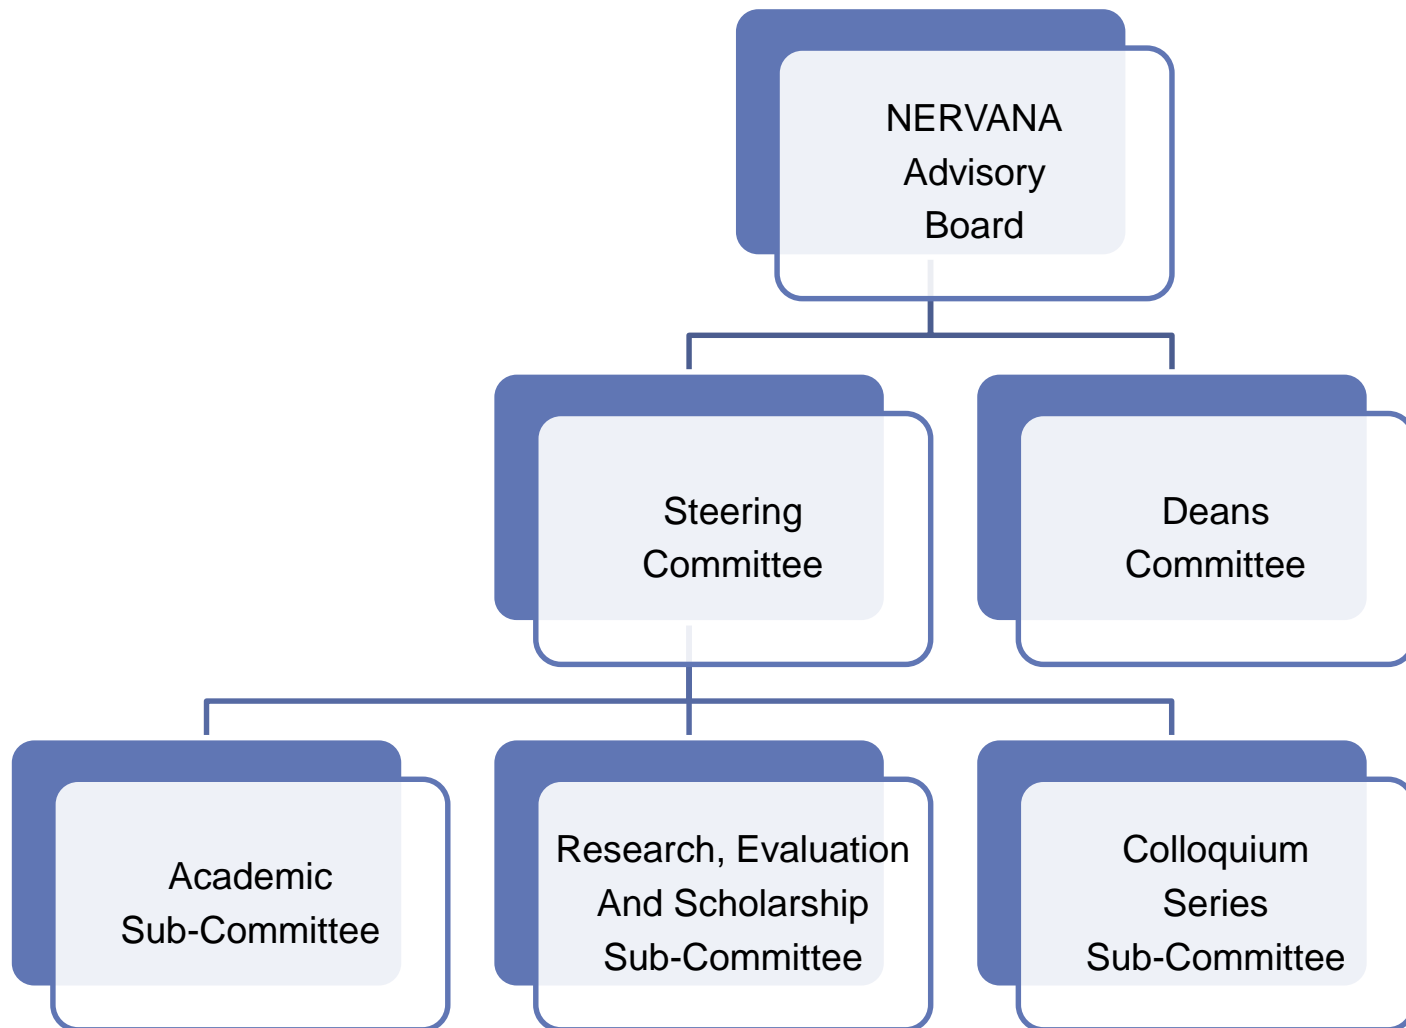 NERVANA
Advisory
Board
Steering
Committee
Deans
Committee
Academic
Sub-Committee
Research, Evaluation
And Scholarship
Sub-Committee
Colloquium
Series
Sub-Committee